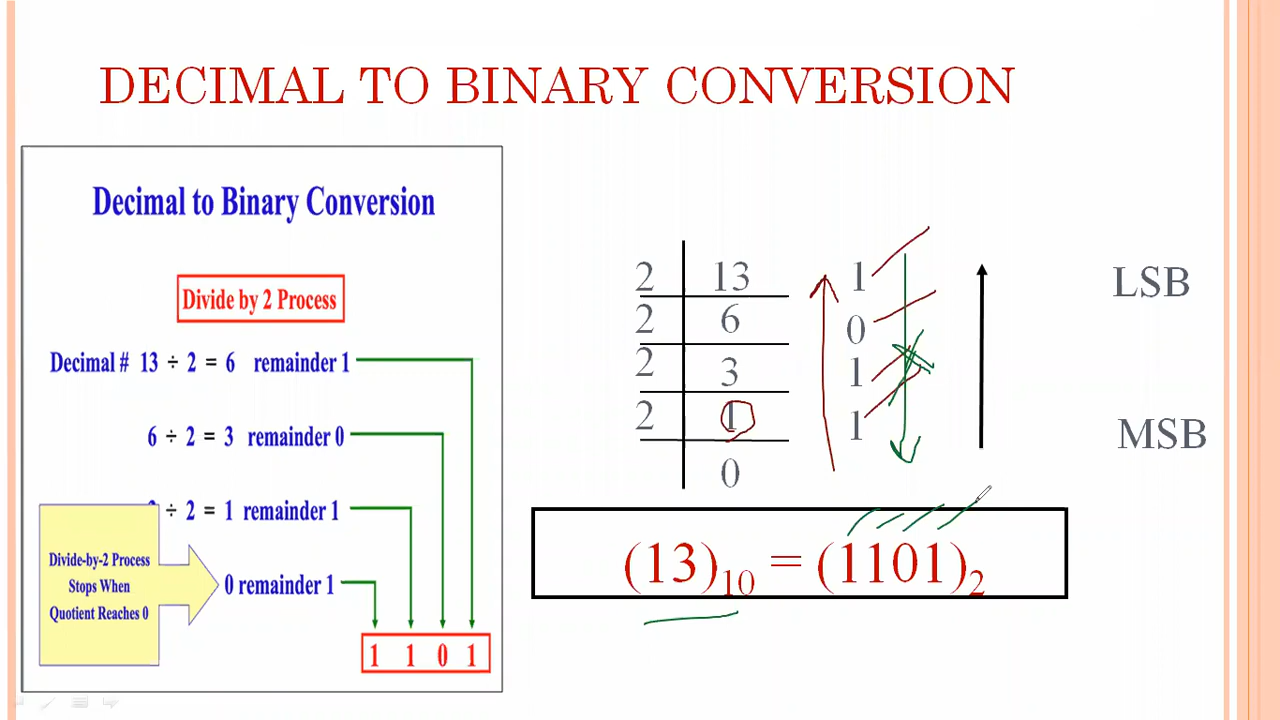 DECIMAL TO BINARY CONVERSION
Decimal to Binary Conversion
Divide by 2 Process
Decimal # 13 ÷ 2 = 6 remainder 1
6 ÷ 2 = 3 remainder 0
÷ 2 = 1 remainder 1
Divide-by-2 Process
Stops When
Quotient Reaches 0
0 remainder 1
1 1 0 1
2 13 1 LSB
2 6 0
2 3 1
2 1 1 MSB
0
(13)10 = (1101)2